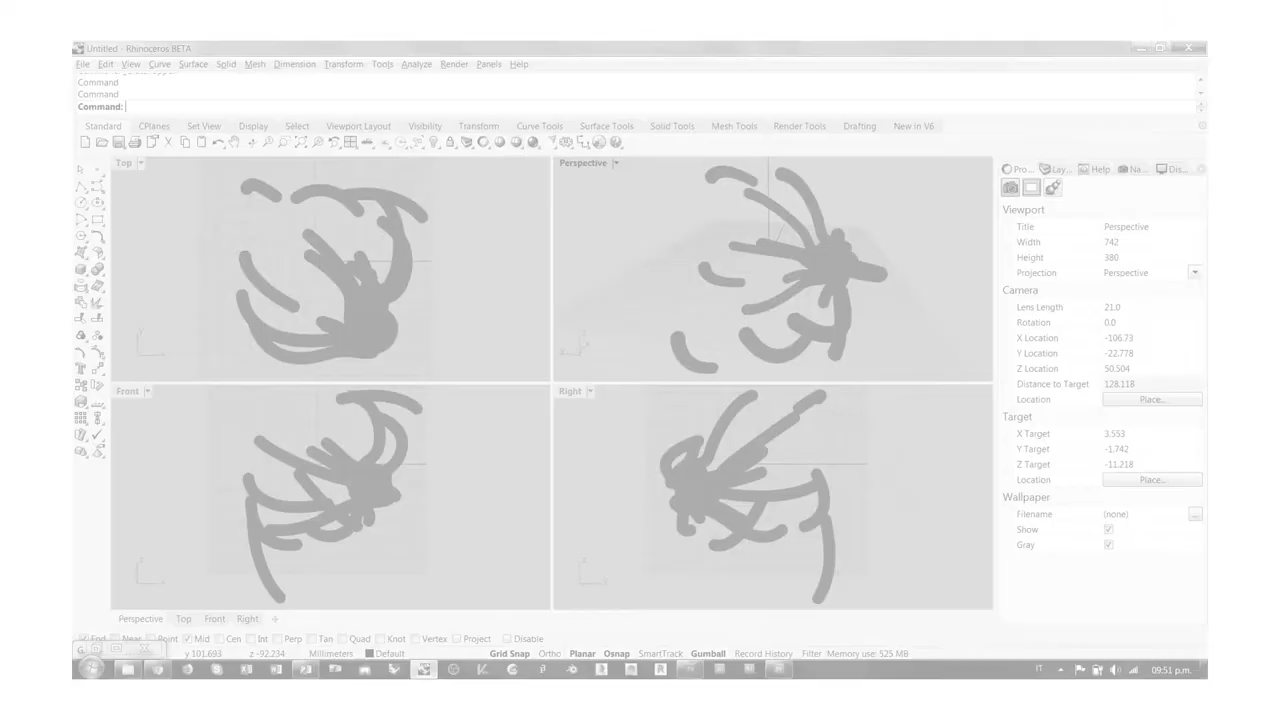 Untitled - Rhinoceros BETA
File Edit View Curve Surface Solid Mesh Dimension Transform Tools Analyze Render Panels Help
Command
Command
Command:
Standard CPlanes Set View Display Select Viewport Layout Visibility Transform Curve Tools Surface Tools Solid Tools Mesh Tools Render Tools Drafting New in V6
Top Perspective
Pro... Lay... Help Na... Dis...
Viewport
Title Perspective
Width 742
Height 380
Projection Perspective
Camera
Lens Length 21.0
Rotation 0.0
X Location -106.73
Y Location -22.778
Z Location 50.504
Distance to Target 128.118
Location Place...
Front Right
Target
X Target 3.553
Y Target -1.742
Z Target -11.218
Location Place...
Wallpaper
Filename (none) ...
Show
Gray
Perspective Top Front Right
End Near Point Mid Cen Int Perp Tan Quad Knot Vertex Project Disable
G.
y 101.693 z -92.234 Millimeters Default Grid Snap Ortho Planar Osnap SmartTrack Gumball Record History Filter Memory use: 525 MB
IT 09:51 p.m.